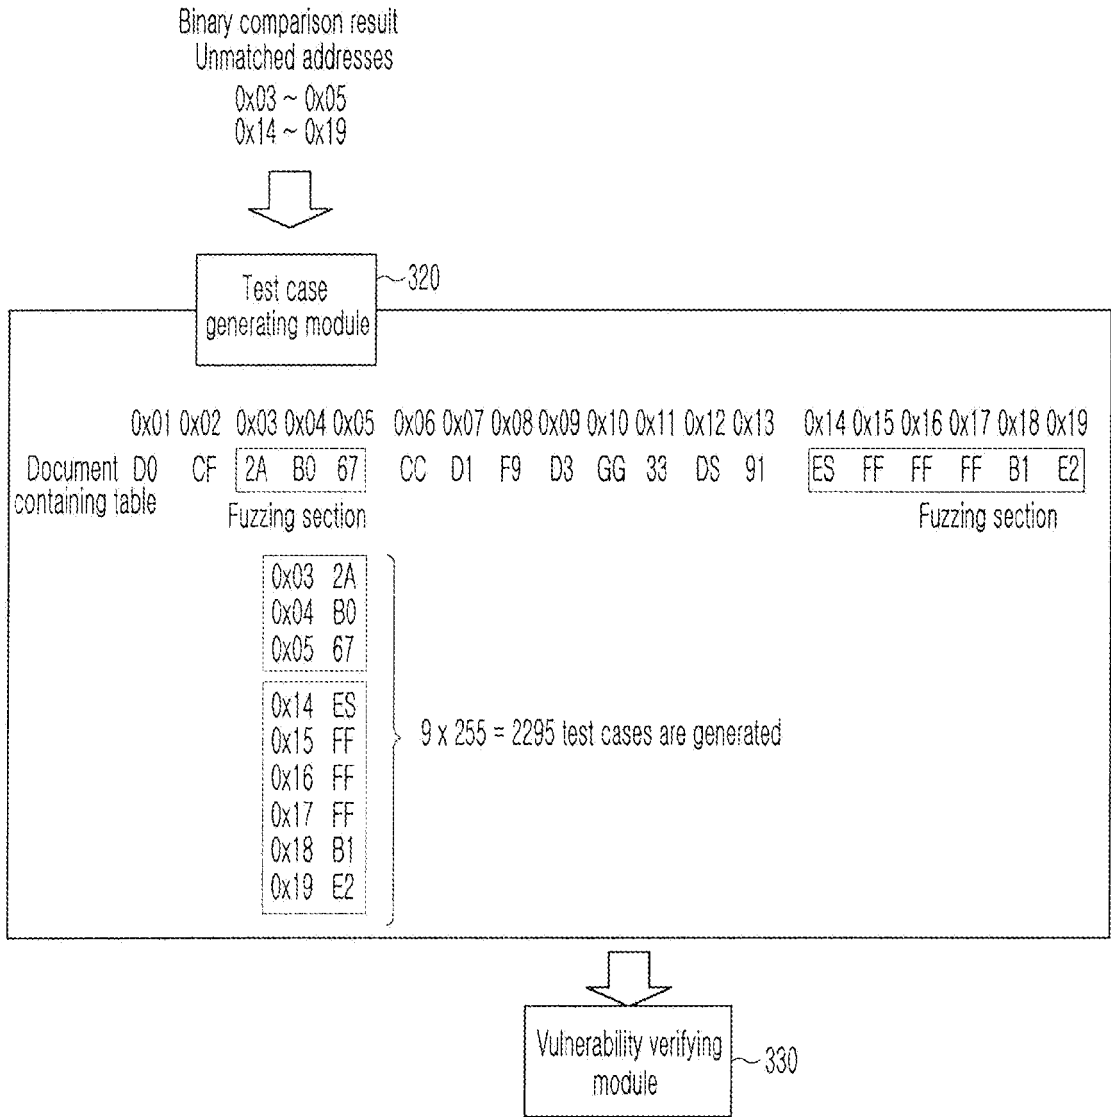 Binary comparison result
Unmatched addresses
0x03 ~ 0x05
0x14 ~ 0x19
320
Test case
generating module
0x01 0x02 0x03 0x04 0x05 0x06 0x07 0x08 0x09 0x10 0x11 0x12 0x13 0x14 0x15 0x16 0x17 0x18 0x19
Document D0 CF 2A B0 67 CC D1 F9 D3 GG 33 DS 91 ES FF FF FF B1 E2
containing table
Fuzzing section Fuzzing section
0x03 2A
0x04 B0
0x05 67
0x14 ES
0x15 FF
0x16 FF
0x17 FF
0x18 B1
0x19 E2
9 x 255 = 2295 test cases are generated
Vulnerability verifying
module
330